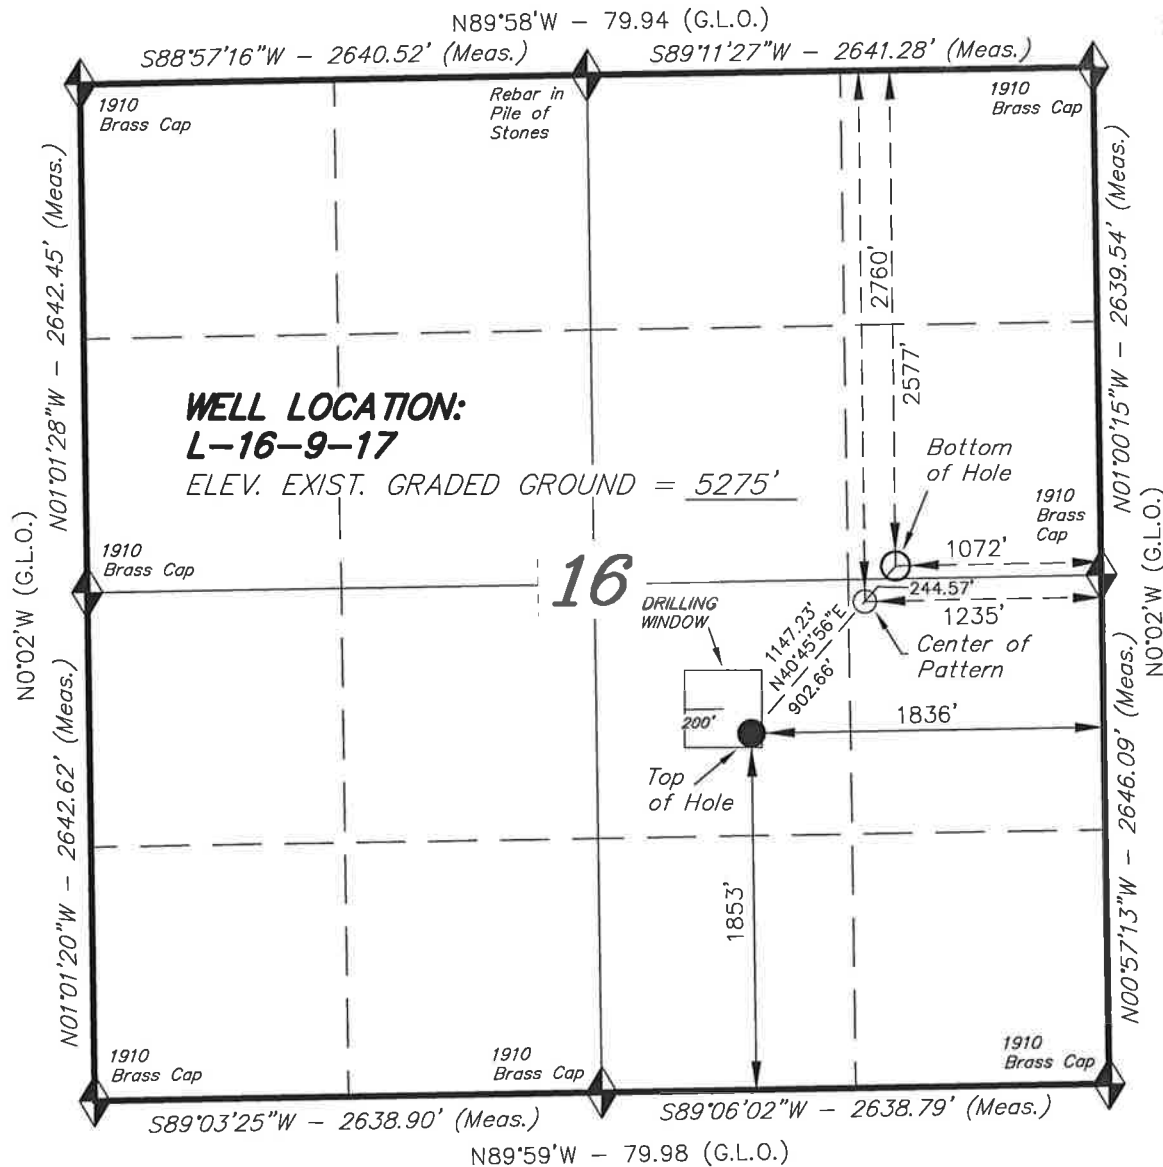 N89°58'W – 79.94 (G.L.O.)
S88°57'16"W – 2640.52' (Meas.)
S89°11'27"W – 2641.28' (Meas.)
1910
Brass Cap
Rebar in
Pile of
Stones
1910
Brass Cap
N01°01'28"W – 2642.45' (Meas.)
N01°00'15"W – 2639.54' (Meas.)
2760'
2577'
WELL LOCATION:
L–16–9–17
ELEV. EXIST. GRADED GROUND = 5275'
Bottom
of Hole
1910
Brass
Cap
N0°02'W (G.L.O.)
N0°02'W (G.L.O.)
1910
Brass Cap
16
1072'
244.57'
1235'
DRILLING
WINDOW
1147.23'
N40°45'56"E
902.66'
Center of
Pattern
200'
1836'
Top
of Hole
1853'
N01°01'20"W – 2642.62' (Meas.)
N00°57'13"W – 2646.09' (Meas.)
1910
Brass Cap
1910
Brass Cap
1910
Brass Cap
S89°03'25"W – 2638.90' (Meas.)
S89°06'02"W – 2638.79' (Meas.)
N89°59'W – 79.98 (G.L.O.)